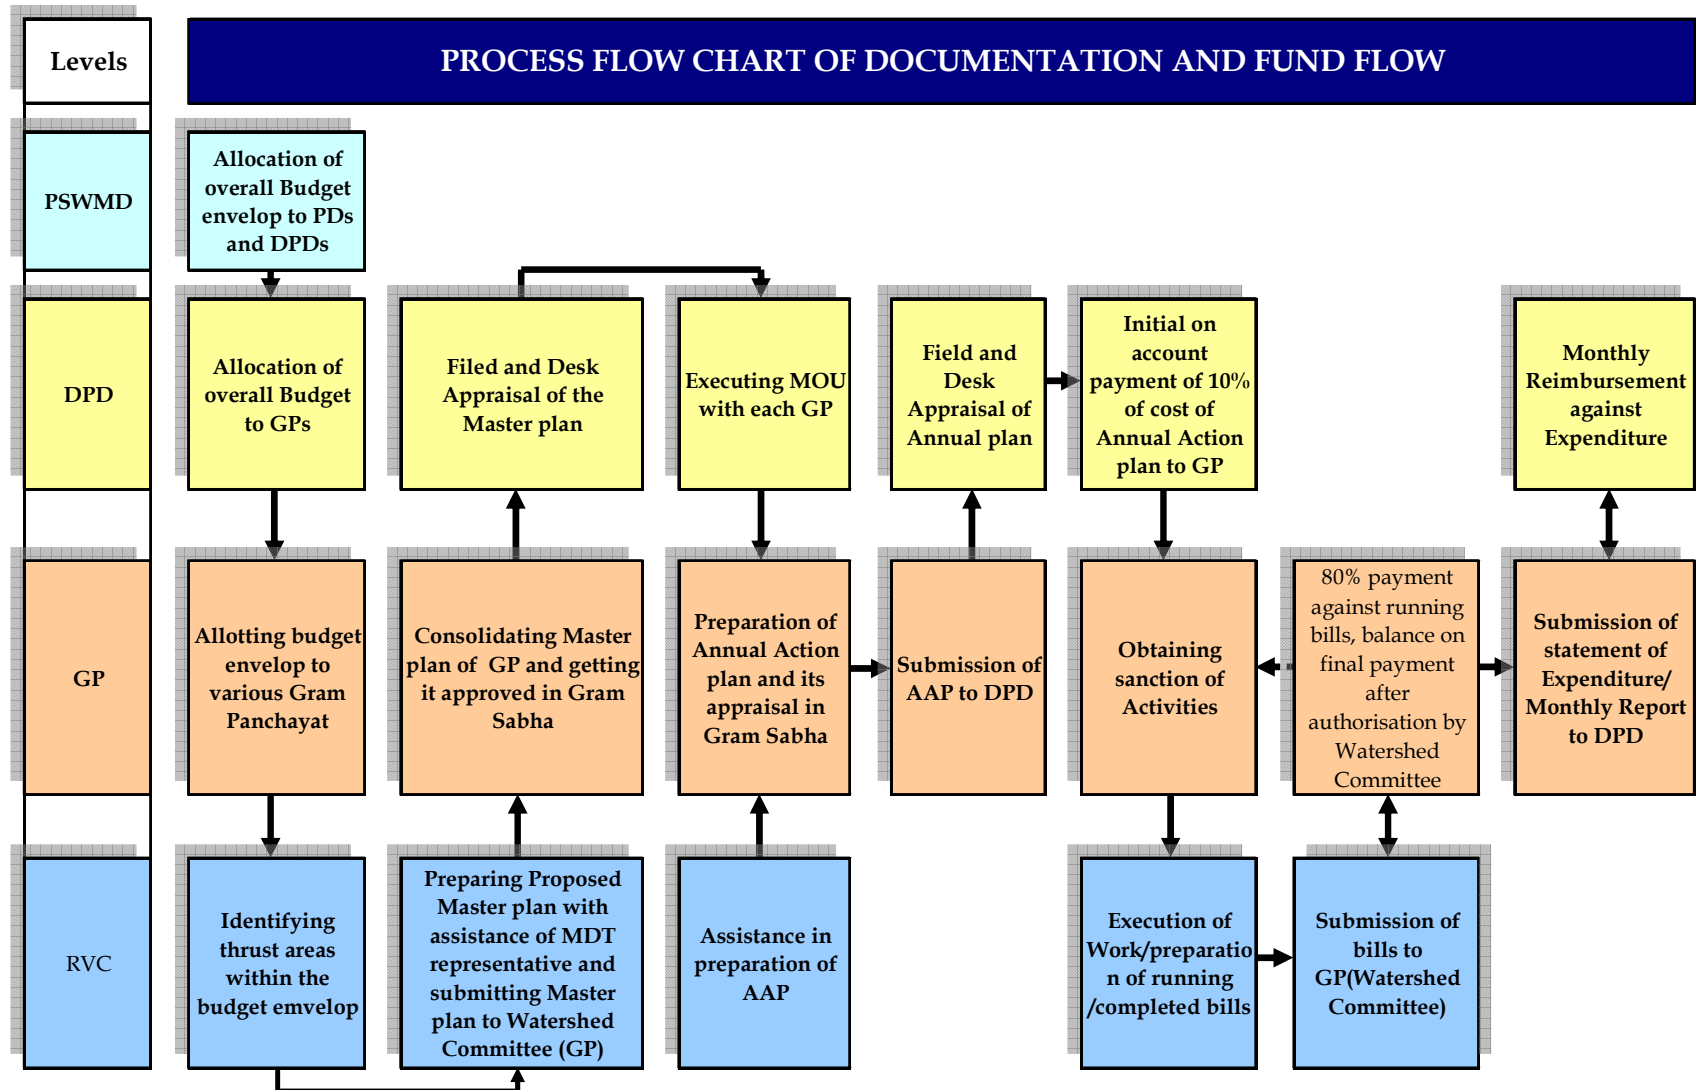 Levels
PROCESS FLOW CHART OF DOCUMENTATION AND FUND FLOW
PSWMD
Allocation of
overall Budget
envelop to PDs
and DPDs
DPD
Allocation of
overall Budget
to GPs
Filed and Desk
Appraisal of the
Master plan
Executing MOU
with each GP
Field and
Desk
Appraisal of
Annual plan
Initial on
account
payment of 10%
of cost of
Annual Action
plan to GP
Monthly
Reimbursement
against
Expenditure
GP
Allotting budget
envelop to
various Gram
Panchayat
Consolidating Master
plan of GP and getting
it approved in Gram
Sabha
Preparation of
Annual Action
plan and its
appraisal in
Gram Sabha
Submission of
AAP to DPD
Obtaining
sanction of
Activities
80% payment
against running
bills, balance on
final payment
after
authorisation by
Watershed
Committee
Submission of
statement of
Expenditure/
Monthly Report
to DPD
RVC
Identifying
thrust areas
within the
budget emvelop
Preparing Proposed
Master plan with
assistance of MDT
representative and
submitting Master
plan to Watershed
Committee (GP)
Assistance in
preparation of
AAP
Execution of
Work/preparatio
n of running
/completed bills
Submission of
bills to
GP(Watershed
Committee)